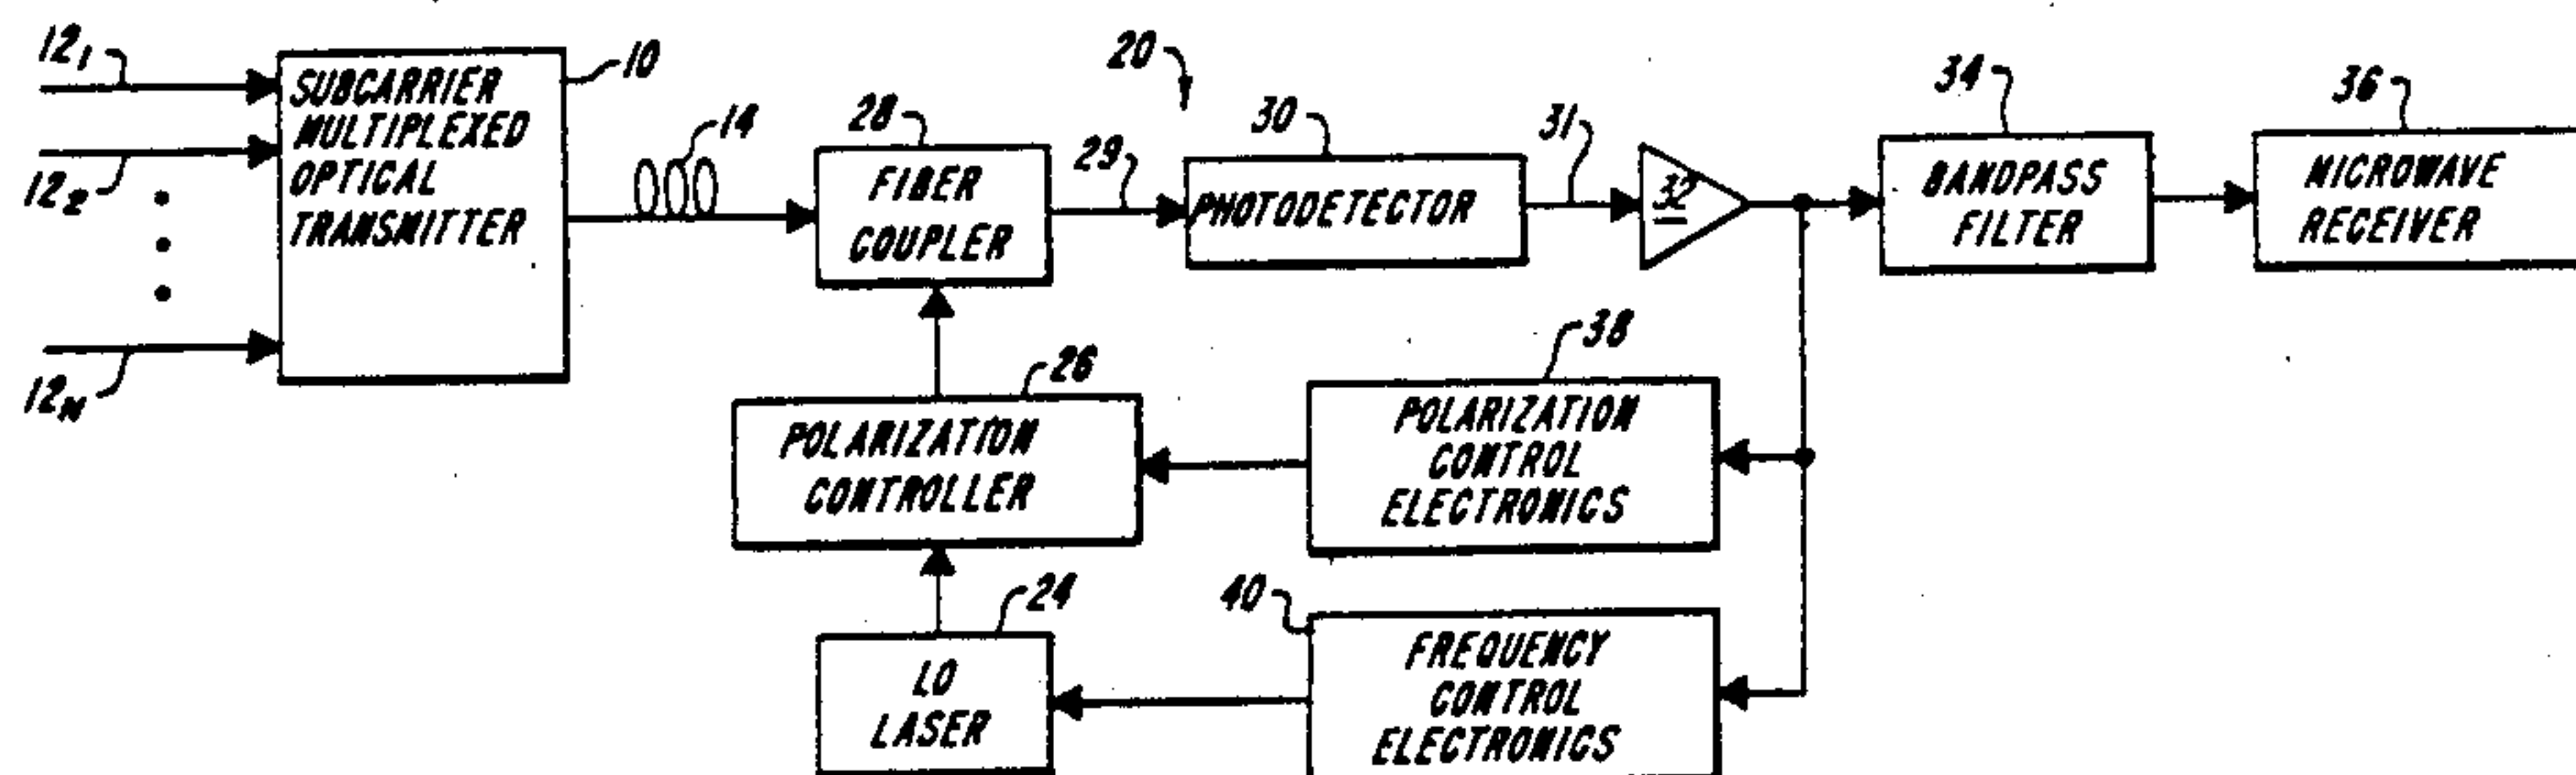 12₁
SUBCARRIER
MULTIPLEXED
OPTICAL
TRANSMITTER
10
12₂
12ₙ
14
28
FIBER
COUPLER
29
20
30
PHOTODETECTOR
31
32
34
BANDPASS
FILTER
36
MICROWAVE
RECEIVER
26
POLARIZATION
CONTROLLER
38
POLARIZATION
CONTROL
ELECTRONICS
24
LO
LASER
40
FREQUENCY
CONTROL
ELECTRONICS